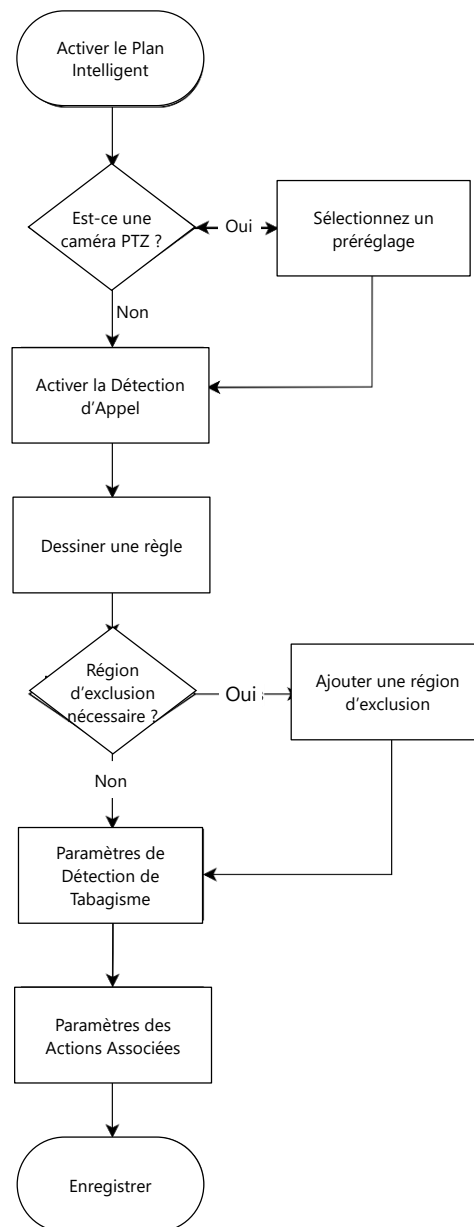 Activer le Plan
Intelligent
Est-ce une
caméra PTZ ?
Oui
Sélectionnez un
préréglage
Non
Activer la Détection
d’Appel
Dessiner une règle
Région
d’exclusion
nécessaire ?
Oui
Ajouter une région
d’exclusion
Non
Paramètres de
Détection de
Tabagisme
Paramètres des
Actions Associées
Enregistrer